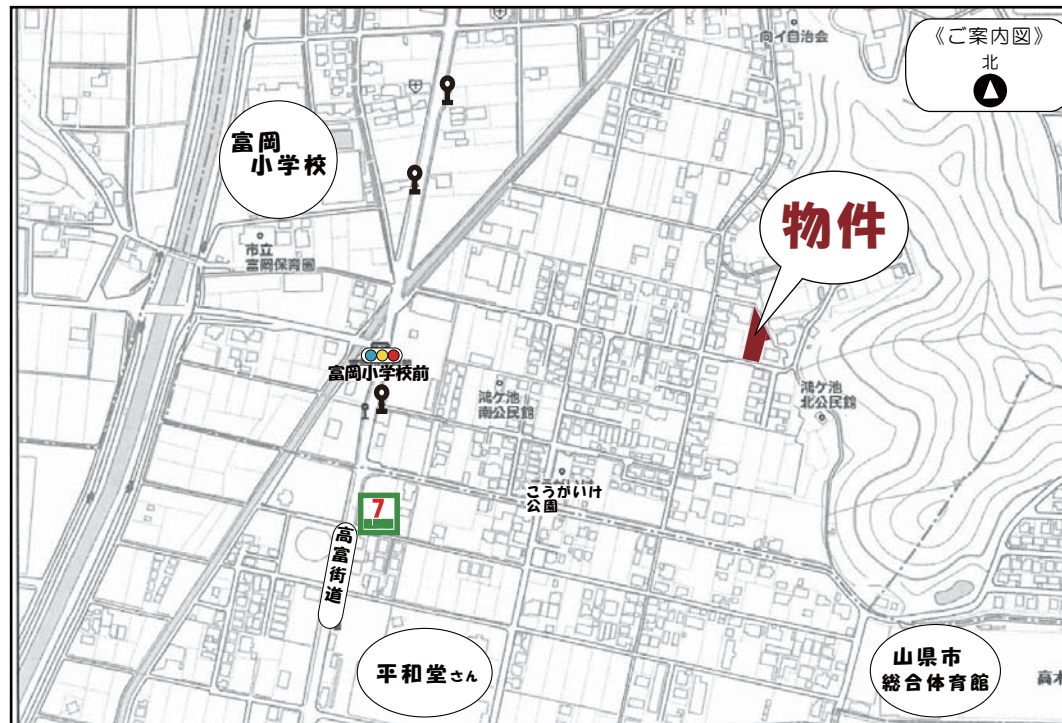 《ご案内図》
北
向イ自治会
富岡
小学校
物件
市立
富岡保育園
富岡小学校前
鴻ケ池
南公民館
鴻ケ池
北公民館
こうがいけ
公園
7
高富街道
平和堂さん
山県市
総合体育館
高木